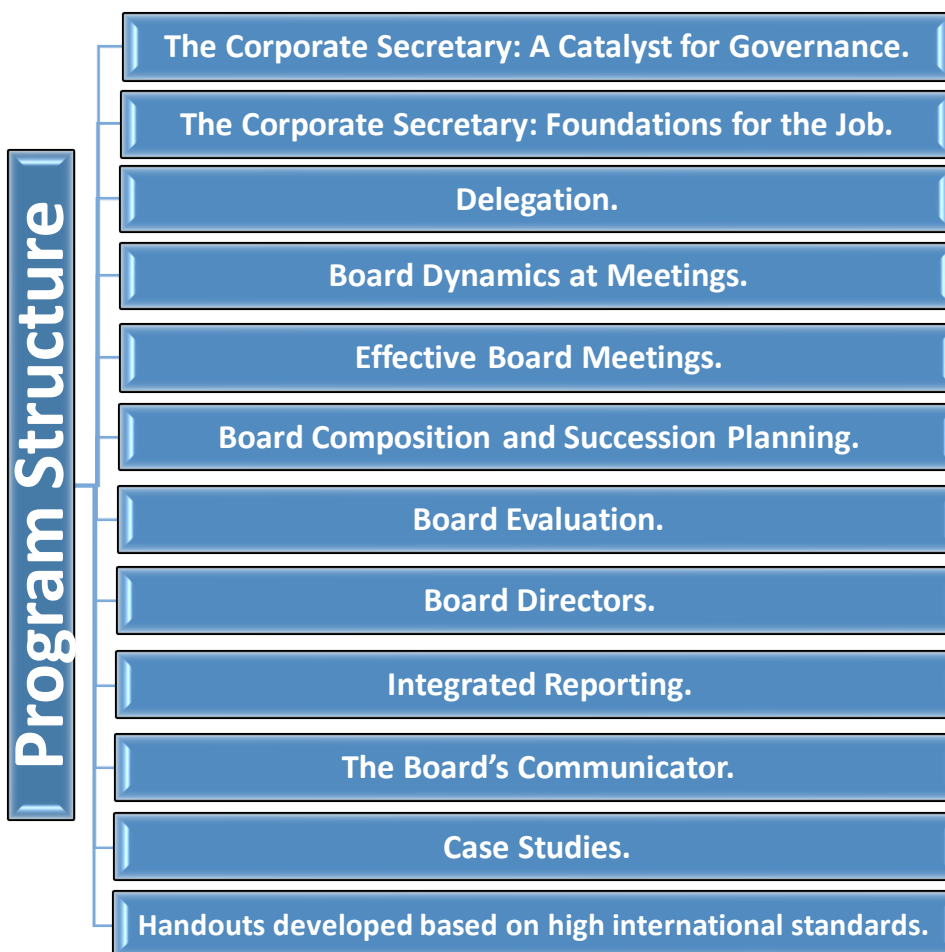 Program Structure
The Corporate Secretary: A Catalyst for Governance.
The Corporate Secretary: Foundations for the Job.
Delegation.
Board Dynamics at Meetings.
Effective Board Meetings.
Board Composition and Succession Planning.
Board Evaluation.
Board Directors.
Integrated Reporting.
The Board’s Communicator.
Case Studies.
Handouts developed based on high international standards.